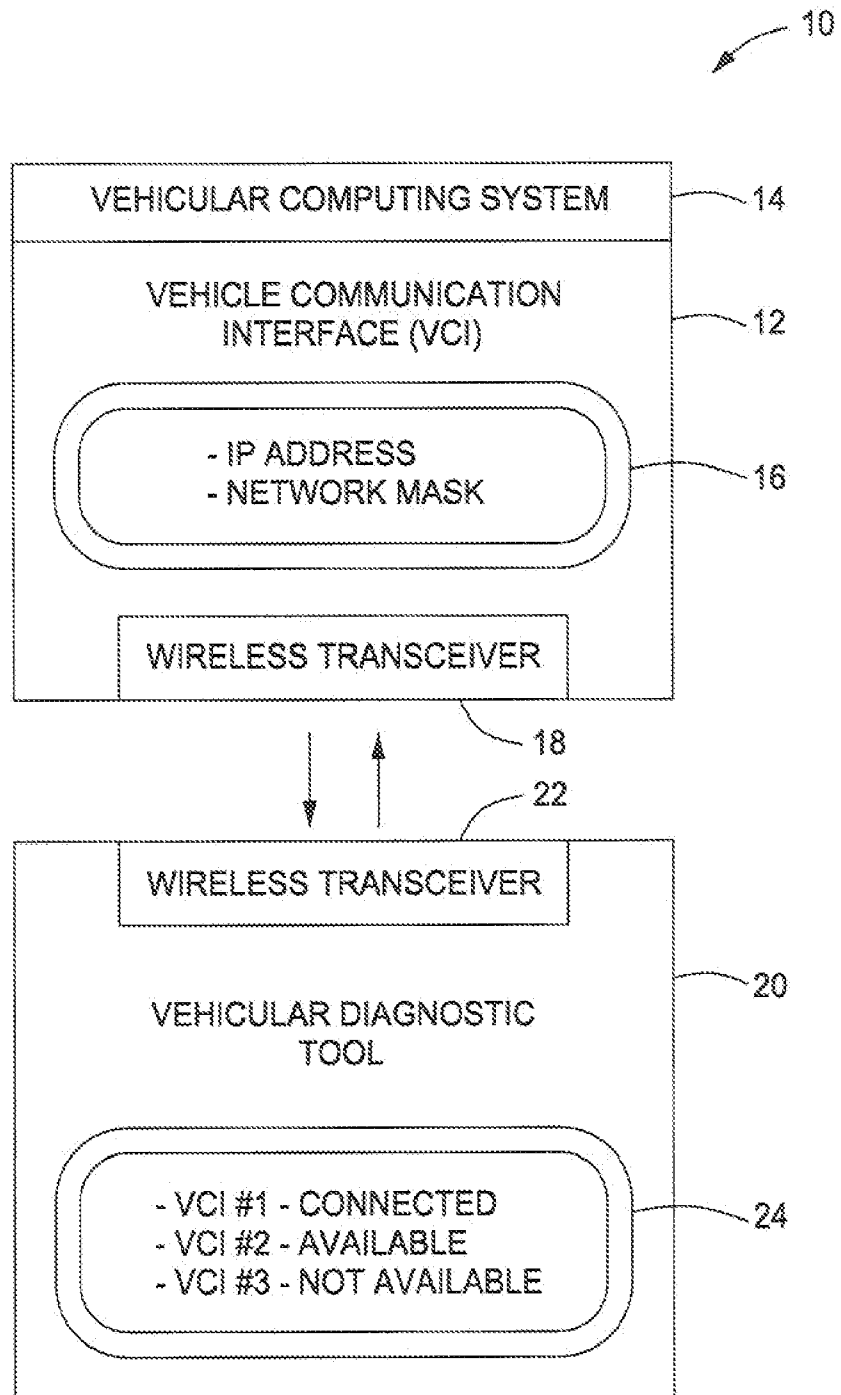 10
VEHICULAR COMPUTING SYSTEM
14
VEHICLE COMMUNICATION
INTERFACE (VCI)
12
- IP ADDRESS
- NETWORK MASK
16
WIRELESS TRANSCEIVER
18
22
WIRELESS TRANSCEIVER
20
VEHICULAR DIAGNOSTIC
TOOL
- VCI #1 - CONNECTED
- VCI #2 - AVAILABLE
- VCI #3 - NOT AVAILABLE
24